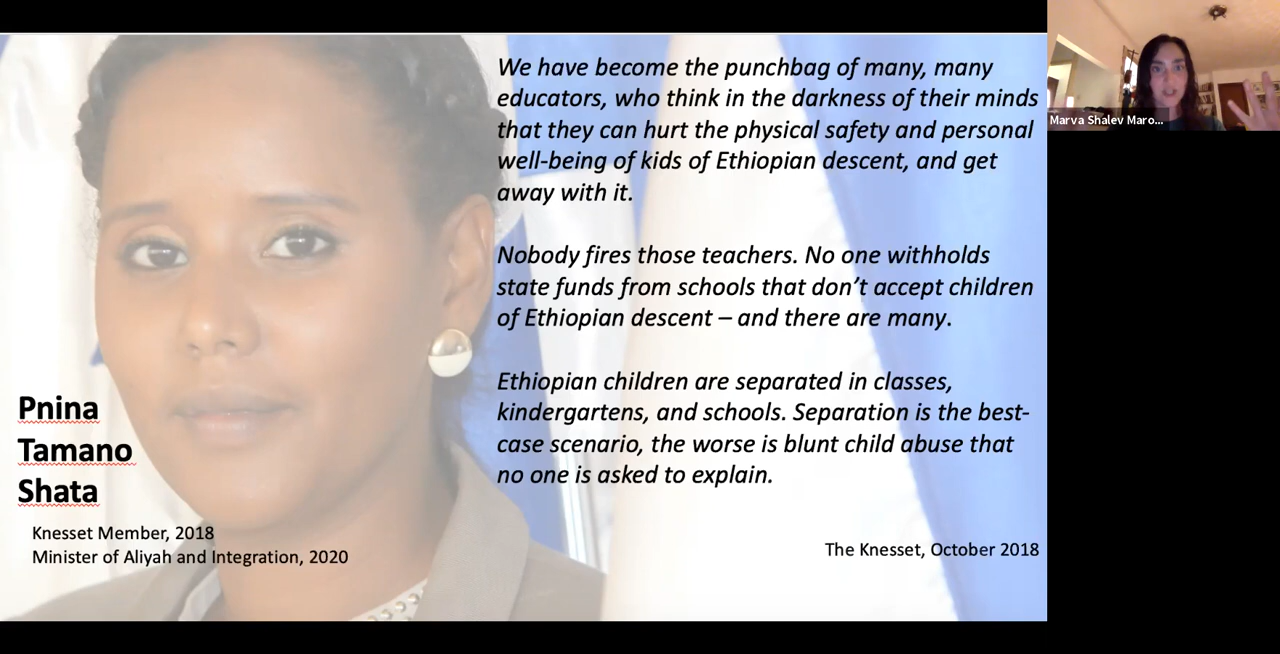 We have become the punchbag of many, many
educators, who think in the darkness of their minds
that they can hurt the physical safety and personal
well-being of kids of Ethiopian descent, and get
away with it.
Nobody fires those teachers. No one withholds
state funds from schools that don’t accept children
of Ethiopian descent – and there are many.
Ethiopian children are separated in classes,
kindergartens, and schools. Separation is the best-
case scenario, the worse is blunt child abuse that
no one is asked to explain.
The Knesset, October 2018
Pnina
Tamano
Shata
Knesset Member, 2018
Minister of Aliyah and Integration, 2020
Marva Shalev Maro...